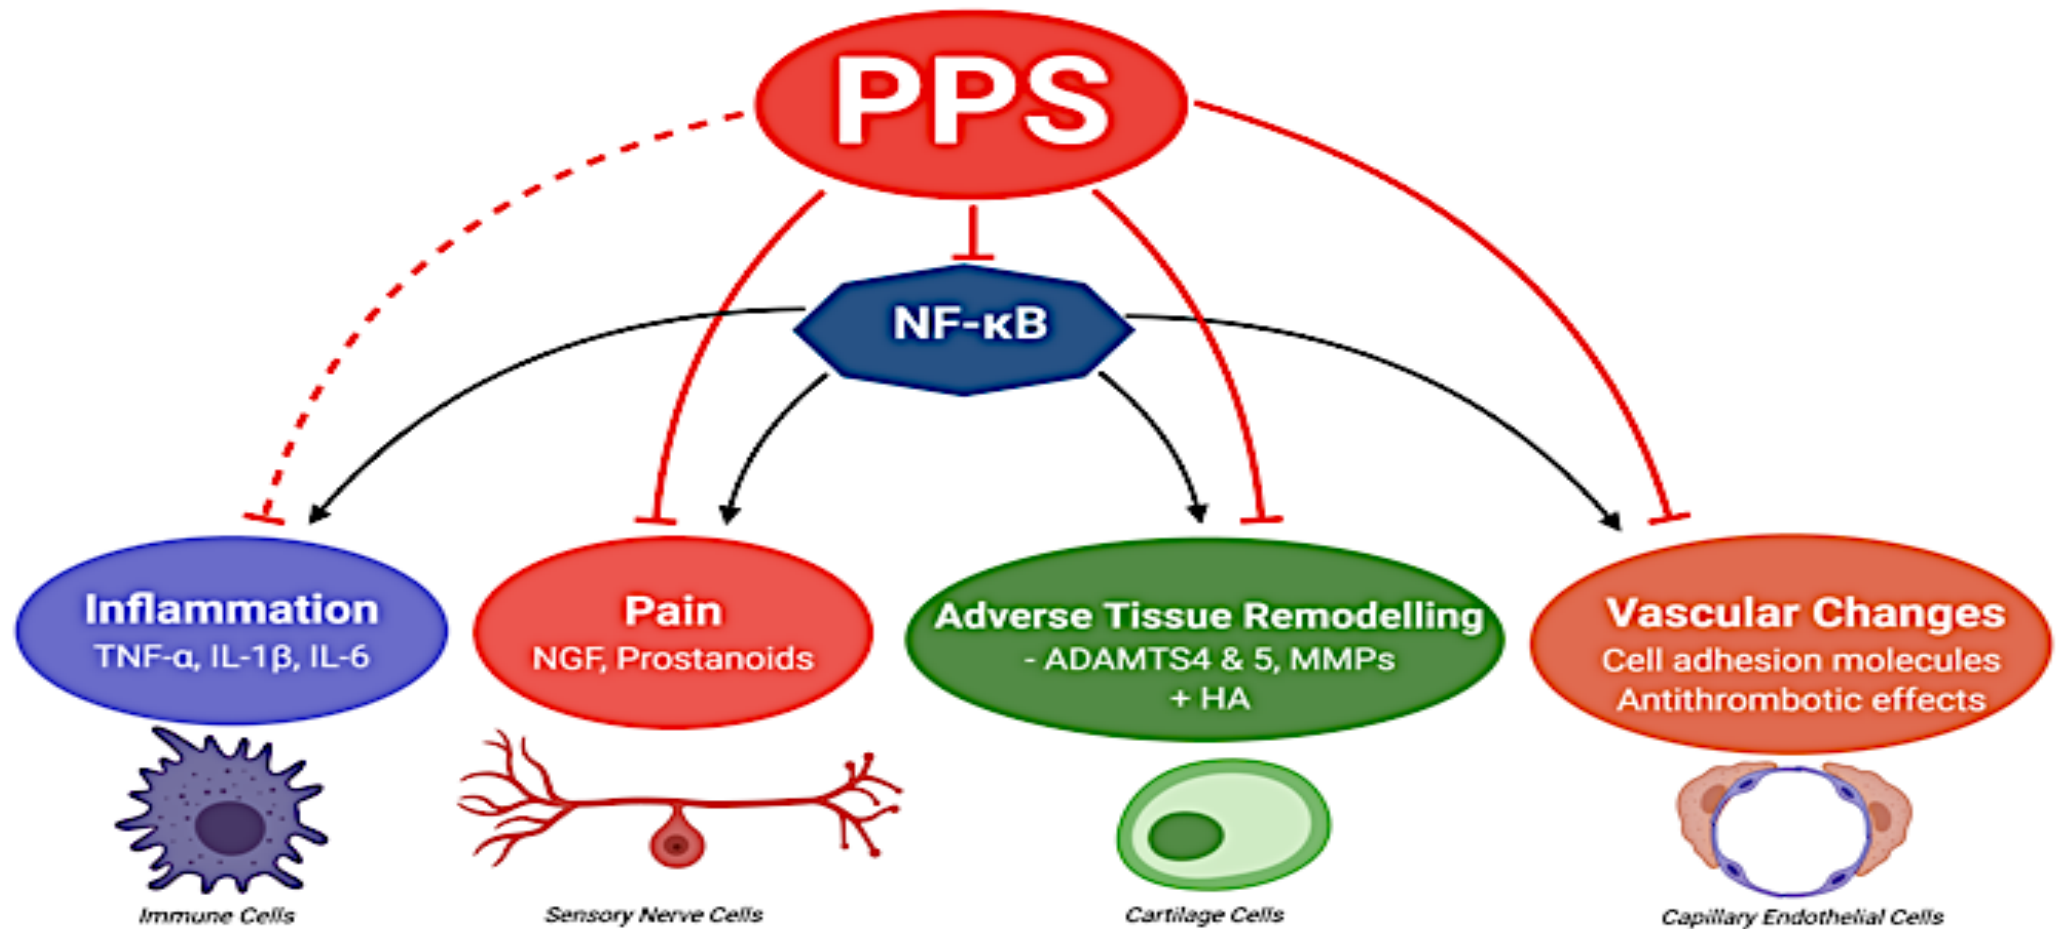 PPS
NF-κB
Inflammation
TNF-α, IL-1β, IL-6
Pain
NGF, Prostanoids
Adverse Tissue Remodelling
- ADAMTS4 & 5, MMPs
+ HA
Vascular Changes
Cell adhesion molecules
Antithrombotic effects
Immune Cells
Sensory Nerve Cells
Cartilage Cells
Capillary Endothelial Cells